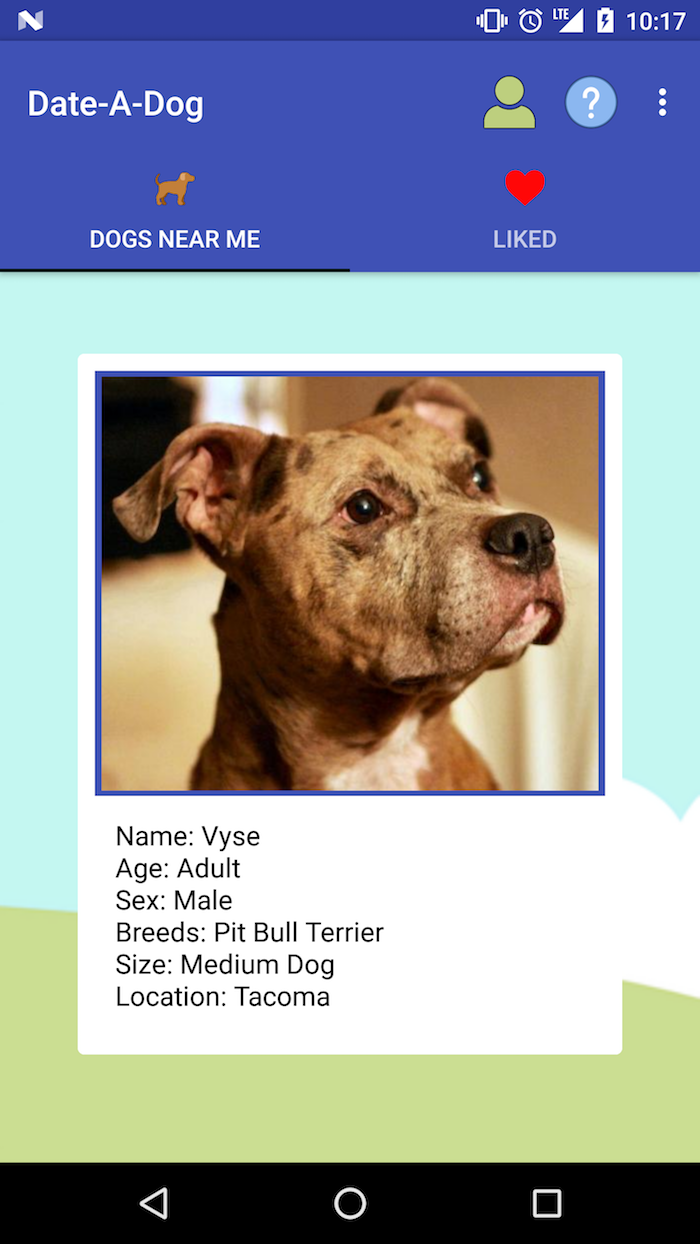 LTE 10:17
Date-A-Dog
?
DOGS NEAR ME
LIKED
Name: Vyse
Age: Adult
Sex: Male
Breeds: Pit Bull Terrier
Size: Medium Dog
Location: Tacoma